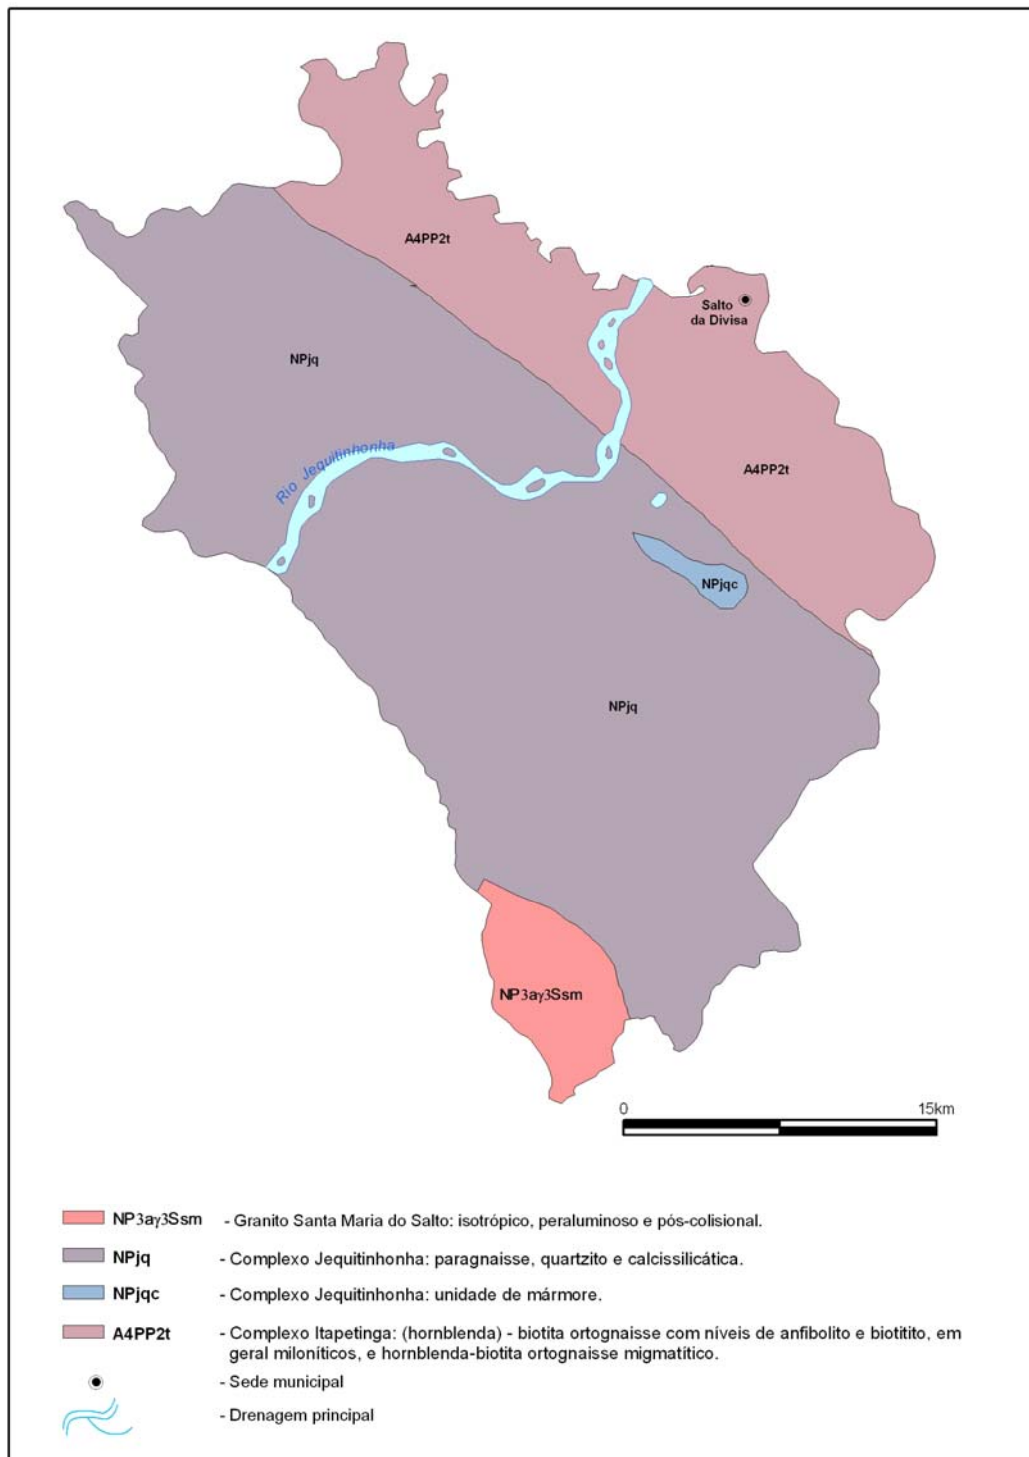 A4PP2t
Salto
da Divisa
NPjq
Rio Jequitinhonha
A4PP2t
NPjqc
NPjq
NP3aγ3Ssm
0 15km
NP3aγ3Ssm - Granito Santa Maria do Salto: isotrópico, peraluminoso e pós-colisional.
NPjq - Complexo Jequitinhonha: paragnaisse, quartzito e calcissilicática.
NPjqc - Complexo Jequitinhonha: unidade de mármore.
A4PP2t - Complexo Itapetinga: (hornblenda) - biotita ortognaisse com níveis de anfibolito e biotitito, em
geral miloníticos, e hornblenda-biotita ortognaisse migmatítico.
- Sede municipal
- Drenagem principal